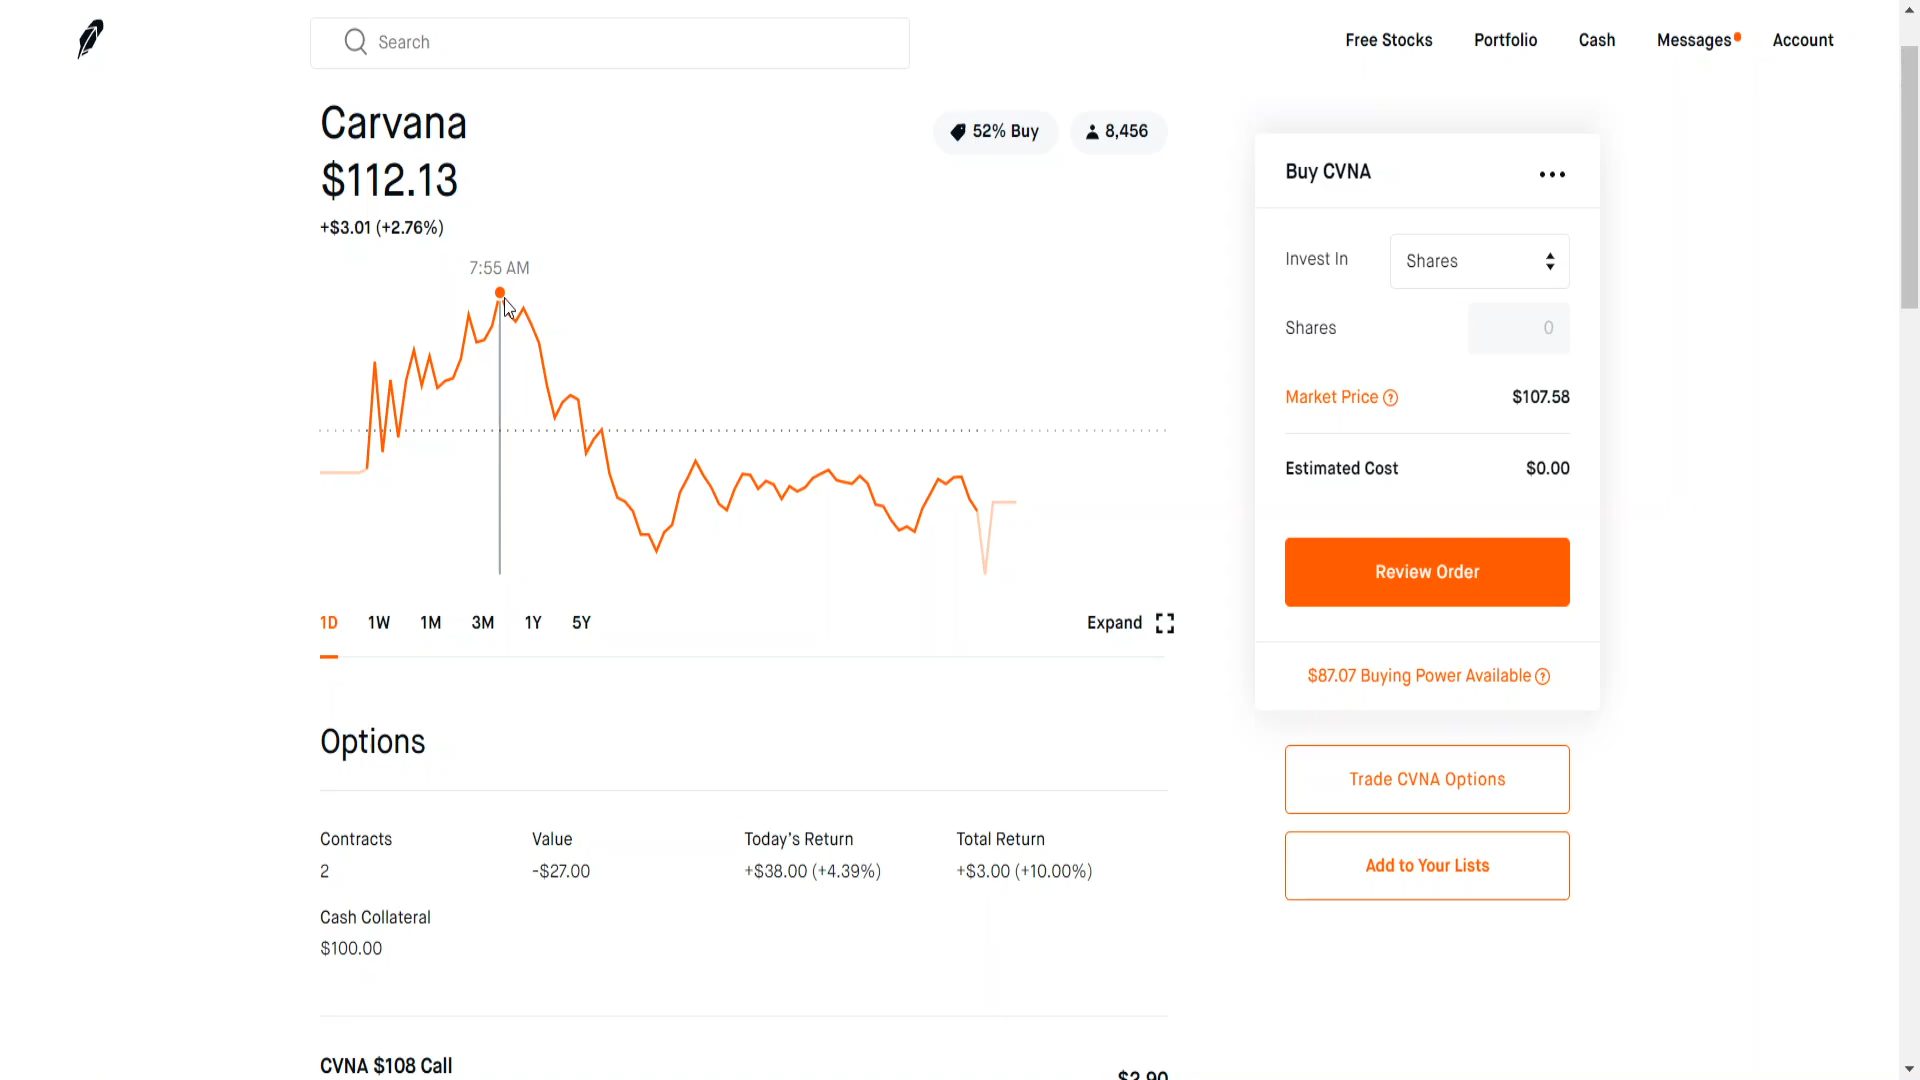 Search
Free Stocks
Portfolio
Cash
Messages
Account
Carvana
$112.13
+$3.01 (+2.76%)
52% Buy
8,456
7:55 AM
1D
1W
1M
3M
1Y
5Y
Expand
Options
Contracts
Value
Today's Return
Total Return
2
-$27.00
+$38.00 (+4.39%)
+$3.00 (+10.00%)
Cash Collateral
$100.00
CVNA $108 Call
$2.90
Buy CVNA
Invest In
Shares
Shares
0
Market Price ?
$107.58
Estimated Cost
$0.00
Review Order
$87.07 Buying Power Available ?
Trade CVNA Options
Add to Your Lists